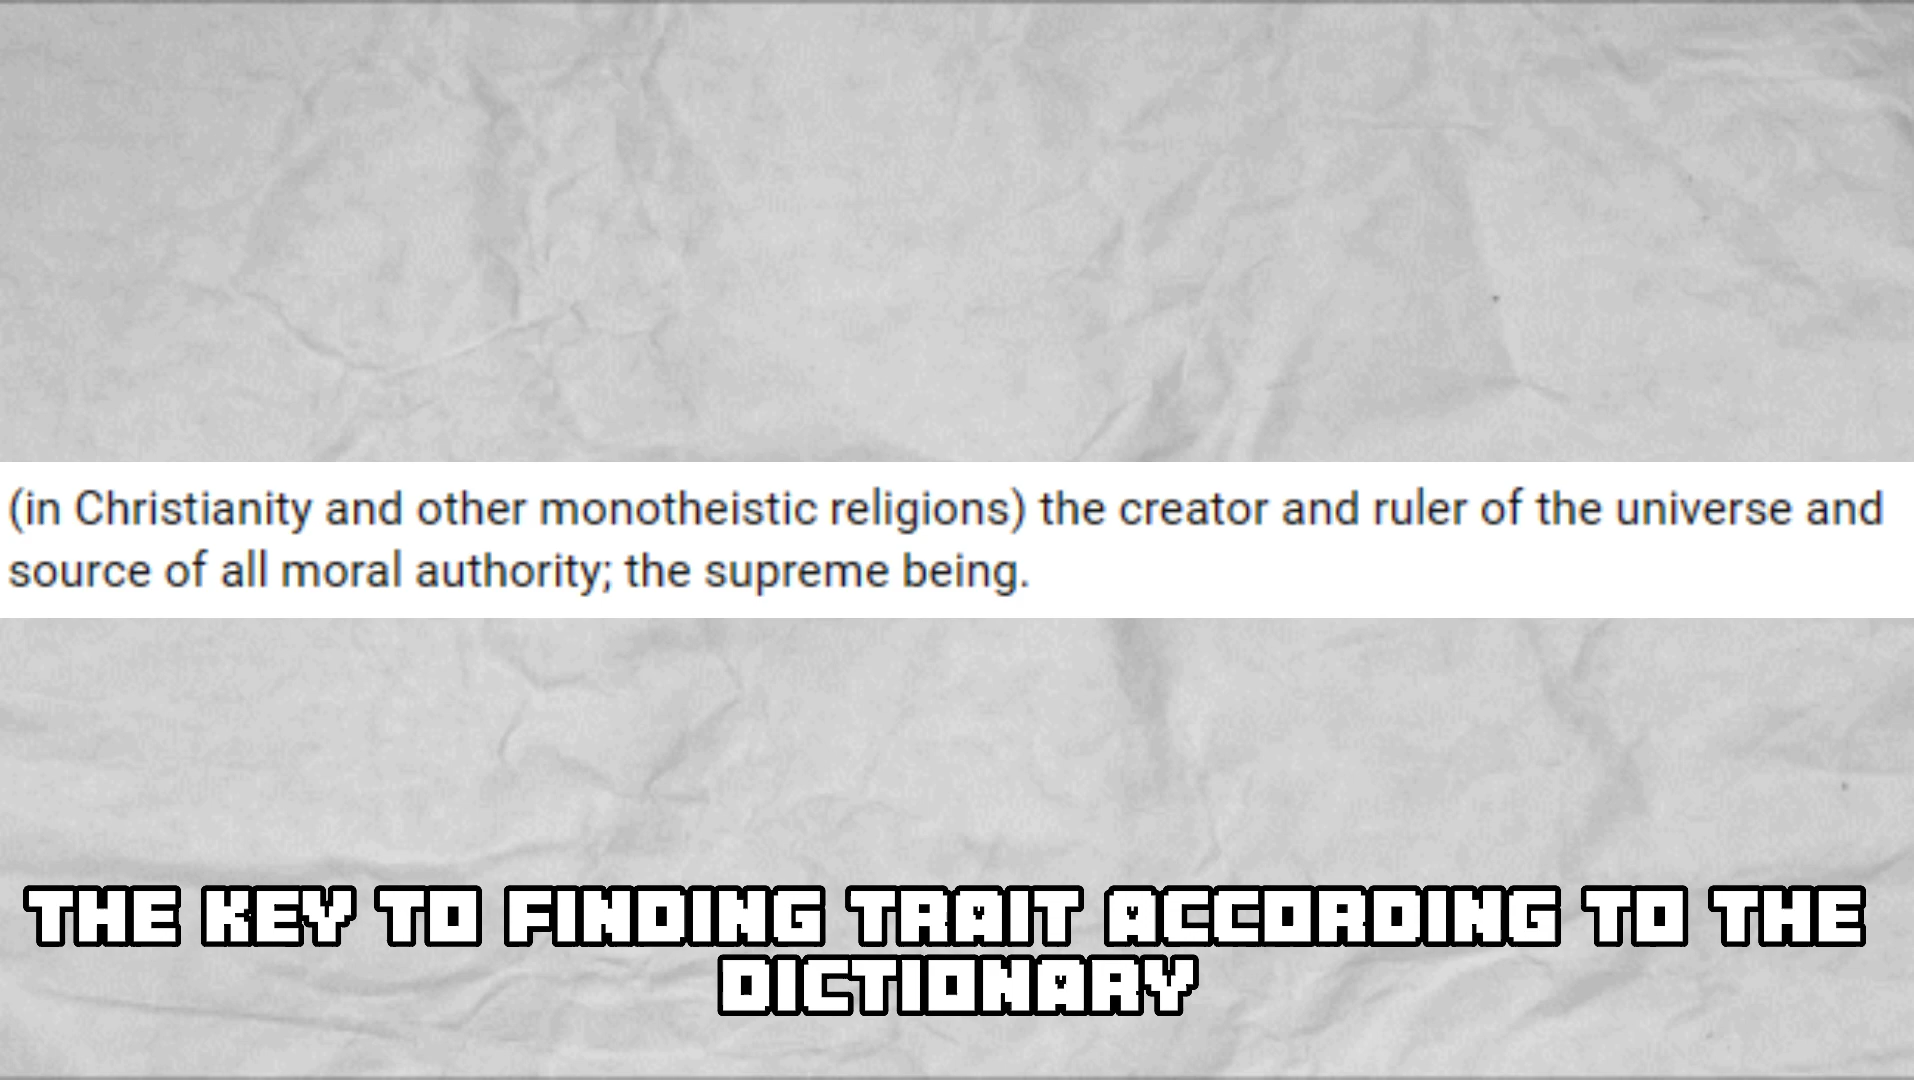 (in Christianity and other monotheistic religions) the creator and ruler of the universe and
source of all moral authority; the supreme being.
THE KEY TO FINDING TRAIT ACCORDING TO THE
DICTIONARY